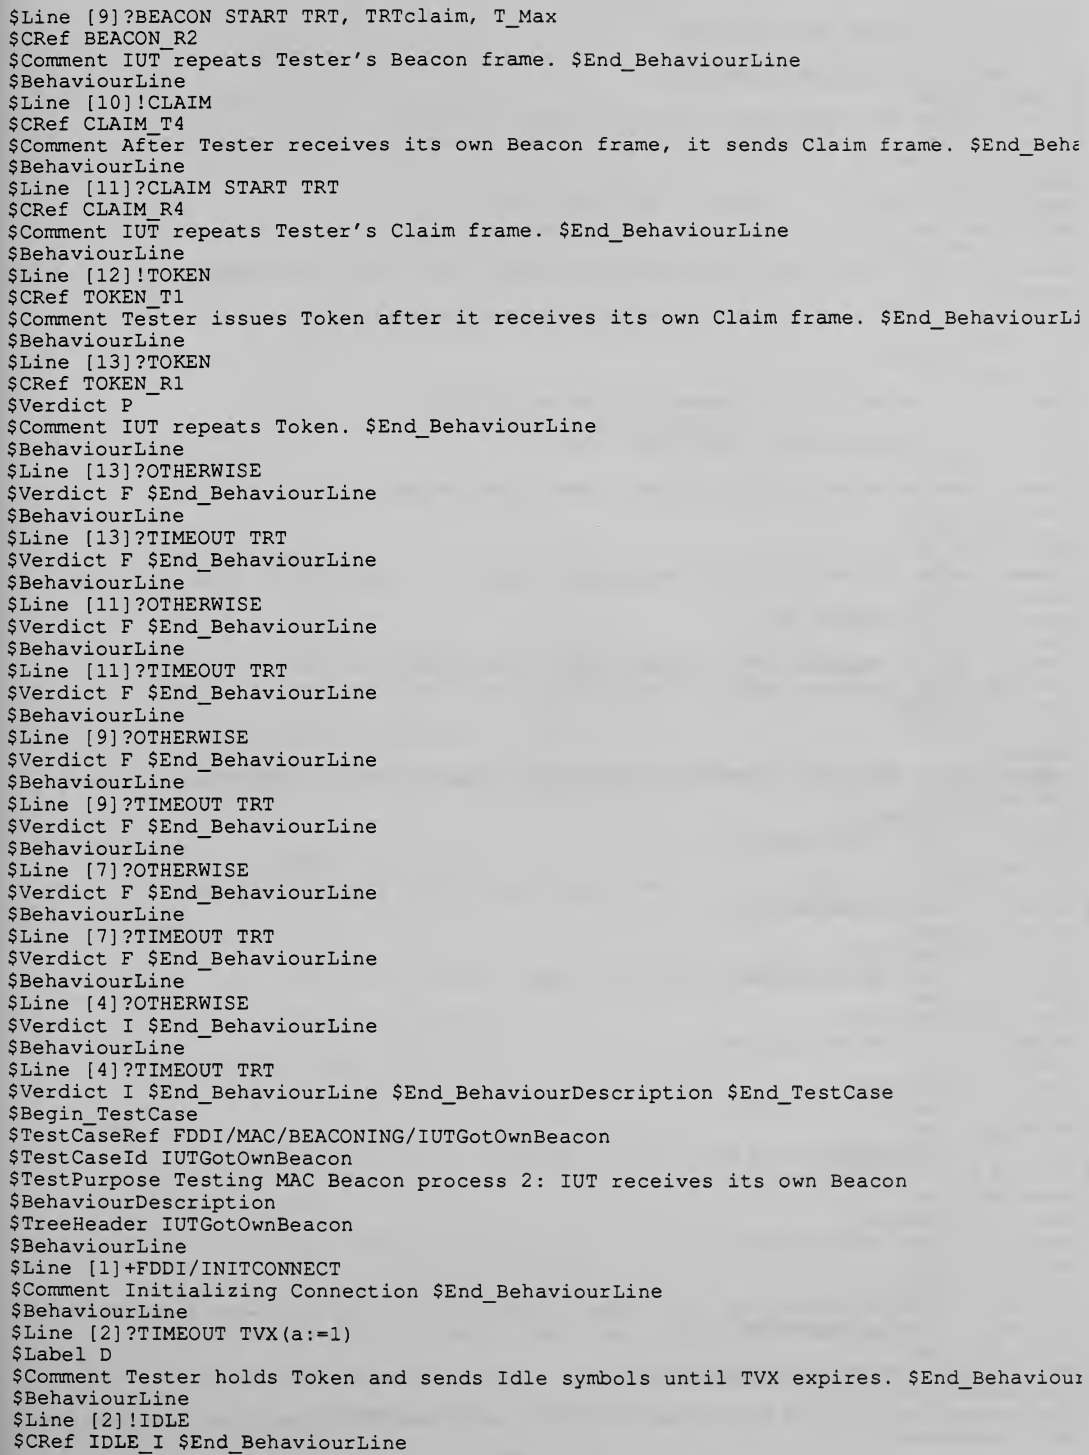 $Line [9]?BEACON START TRT, TRTclaim, T_Max
$CRef BEACON_R2
$Comment IUT repeats Tester's Beacon frame. $End_BehaviourLine
$BehaviourLine
$Line [10]!CLAIM
$CRef CLAIM_T4
$Comment After Tester receives its own Beacon frame, it sends Claim frame. $End_Beha
$BehaviourLine
$Line [11]?CLAIM START TRT
$CRef CLAIM_R4
$Comment IUT repeats Tester's Claim frame. $End_BehaviourLine
$BehaviourLine
$Line [12]!TOKEN
$CRef TOKEN_T1
$Comment Tester issues Token after it receives its own Claim frame. $End_BehaviourLi
$BehaviourLine
$Line [13]?TOKEN
$CRef TOKEN_R1
$Verdict P
$Comment IUT repeats Token. $End_BehaviourLine
$BehaviourLine
$Line [13]?OTHERWISE
$Verdict F $End_BehaviourLine
$BehaviourLine
$Line [13]?TIMEOUT TRT
$Verdict F $End_BehaviourLine
$BehaviourLine
$Line [11]?OTHERWISE
$Verdict F $End_BehaviourLine
$BehaviourLine
$Line [11]?TIMEOUT TRT
$Verdict F $End_BehaviourLine
$BehaviourLine
$Line [9]?OTHERWISE
$Verdict F $End_BehaviourLine
$BehaviourLine
$Line [9]?TIMEOUT TRT
$Verdict F $End_BehaviourLine
$BehaviourLine
$Line [7]?OTHERWISE
$Verdict F $End_BehaviourLine
$BehaviourLine
$Line [7]?TIMEOUT TRT
$Verdict F $End_BehaviourLine
$BehaviourLine
$Line [4]?OTHERWISE
$Verdict I $End_BehaviourLine
$BehaviourLine
$Line [4]?TIMEOUT TRT
$Verdict I $End_BehaviourLine $End_BehaviourDescription $End_TestCase
$Begin_TestCase
$TestCaseRef FDDI/MAC/BEACONING/IUTGotOwnBeacon
$TestCaseId IUTGotOwnBeacon
$TestPurpose Testing MAC Beacon process 2: IUT receives its own Beacon
$BehaviourDescription
$TreeHeader IUTGotOwnBeacon
$BehaviourLine
$Line [1]+FDDI/INITCONNECT
$Comment Initializing Connection $End_BehaviourLine
$BehaviourLine
$Line [2]?TIMEOUT TVX(a:=1)
$Label D
$Comment Tester holds Token and sends Idle symbols until TVX expires. $End_Behaviour
$BehaviourLine
$Line [2]!IDLE
$CRef IDLE_I $End_BehaviourLine